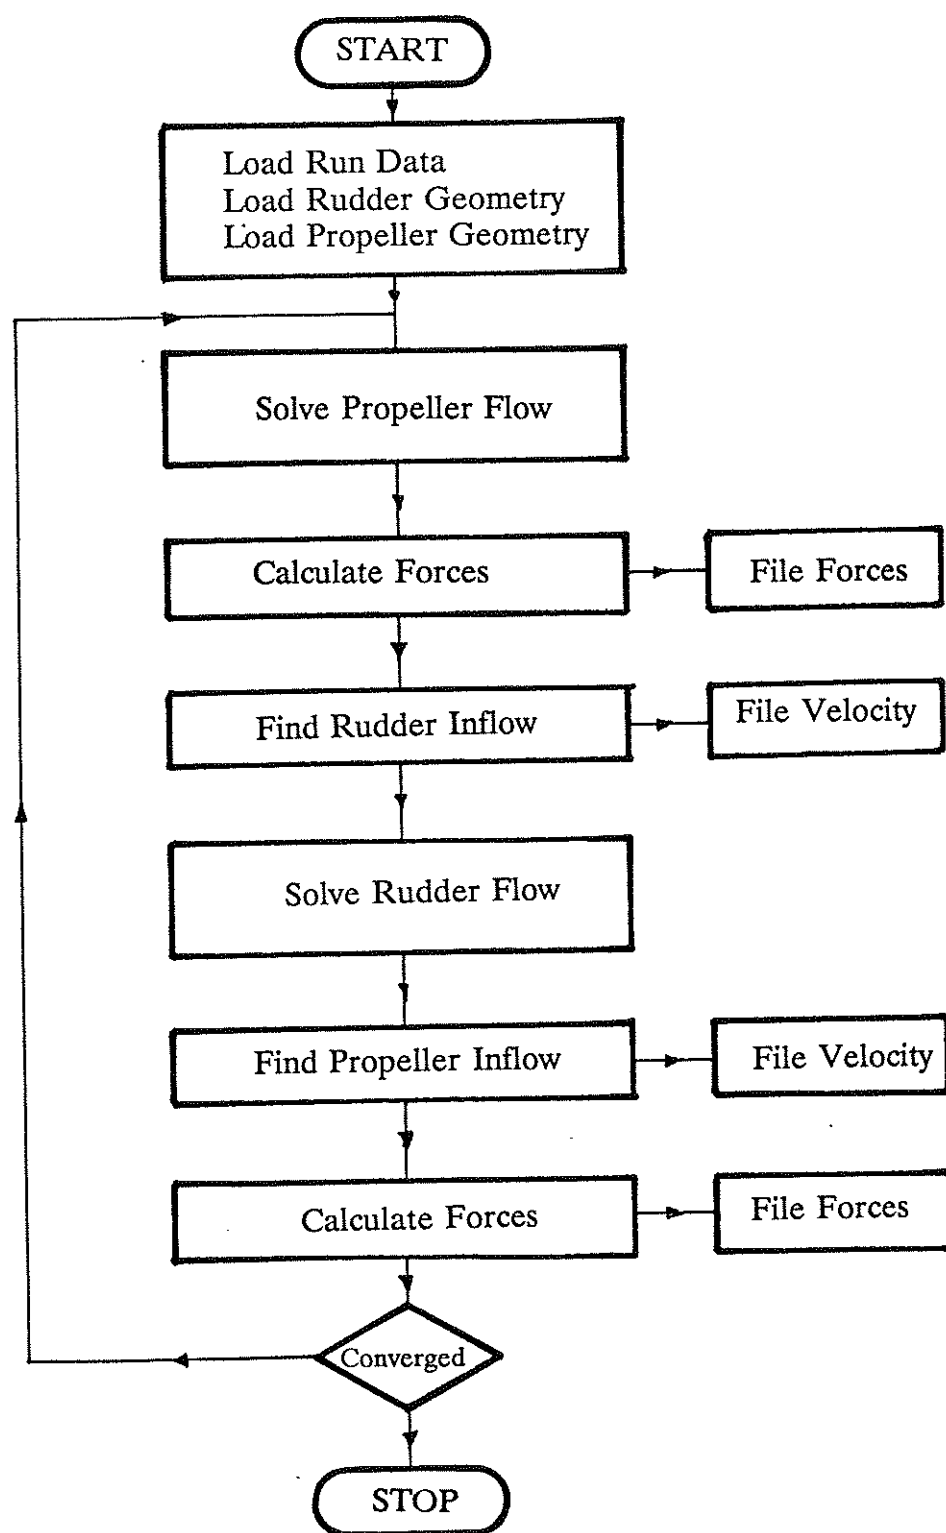 START
Load Run Data
Load Rudder Geometry
Load Propeller Geometry
Solve Propeller Flow
Calculate Forces
File Forces
Find Rudder Inflow
File Velocity
Solve Rudder Flow
Find Propeller Inflow
File Velocity
Calculate Forces
File Forces
Converged
STOP